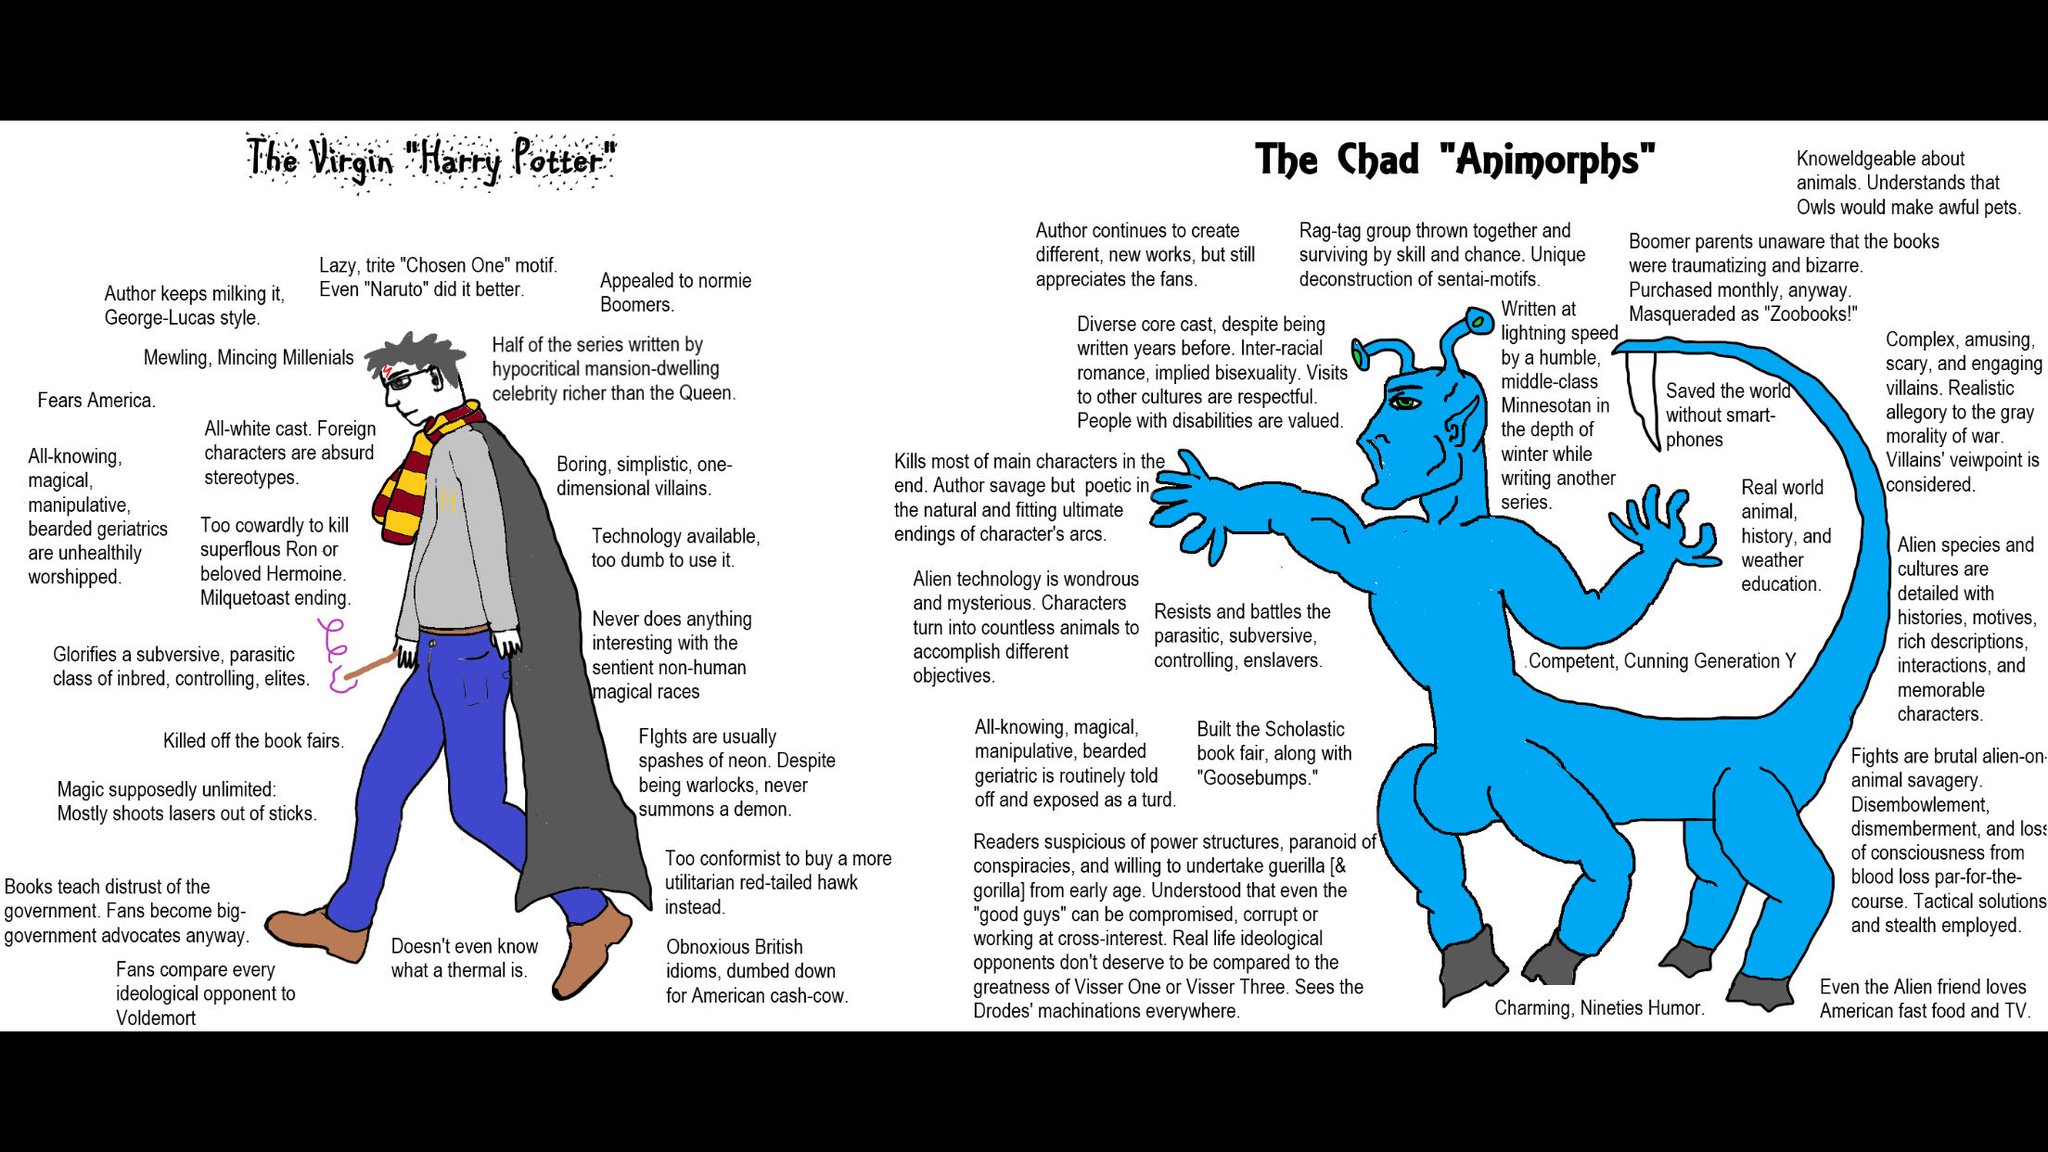 The Virgin "Harry Potter"
Lazy, trite "Chosen One" motif.
Even "Naruto" did it better.
Appealed to normie
Boomers.
Author keeps milking it,
George-Lucas style.
Mewling, Mincing Millenials
Half of the series written by
hypocritical mansion-dwelling
celebrity richer than the Queen.
Fears America.
All-white cast. Foreign
characters are absurd
stereotypes.
All-knowing,
magical,
manipulative,
bearded geriatrics
are unhealthily
worshipped.
Boring, simplistic, one-
dimensional villains.
Too cowardly to kill
superflous Ron or
beloved Hermoine.
Milquetoast ending.
Technology available,
too dumb to use it.
H
Never does anything
interesting with the
sentient non-human
magical races
Glorifies a subversive, parasitic
class of inbred, controlling, elites.
Killed off the book fairs.
FIghts are usually
spashes of neon. Despite
being warlocks, never
summons a demon.
Magic supposedly unlimited:
Mostly shoots lasers out of sticks.
Too conformist to buy a more
utilitarian red-tailed hawk
instead.
Books teach distrust of the
government. Fans become big-
government advocates anyway.
Doesn't even know
what a thermal is.
Obnoxious British
idioms, dumbed down
for American cash-cow.
Fans compare every
ideological opponent to
Voldemort
The Chad "Animorphs"
Knoweldgeable about
animals. Understands that
Owls would make awful pets.
Author continues to create
different, new works, but still
appreciates the fans.
Rag-tag group thrown together and
surviving by skill and chance. Unique
deconstruction of sentai-motifs.
Boomer parents unaware that the books
were traumatizing and bizarre.
Purchased monthly, anyway.
Masqueraded as "Zoobooks!"
Diverse core cast, despite being
written years before. Inter-racial
romance, implied bisexuality. Visits
to other cultures are respectful.
People with disabilities are valued.
Written at
lightning speed
by a humble,
middle-class
Minnesotan in
the depth of
winter while
writing another
series.
Saved the world
without smart-
phones
Complex, amusing,
scary, and engaging
villains. Realistic
allegory to the gray
morality of war.
Villains' veiwpoint is
considered.
Kills most of main characters in the
end. Author savage but poetic in
the natural and fitting ultimate
endings of character's arcs.
Real world
animal,
history, and
weather
education.
Alien species and
cultures are
detailed with
histories, motives,
rich descriptions,
interactions, and
memorable
characters.
Alien technology is wondrous
and mysterious. Characters
turn into countless animals to
accomplish different
objectives.
Resists and battles the
parasitic, subversive,
controlling, enslavers.
.Competent, Cunning Generation Y
All-knowing, magical,
manipulative, bearded
geriatric is routinely told
off and exposed as a turd.
Built the Scholastic
book fair, along with
"Goosebumps."
Fights are brutal alien-on-
animal savagery.
Disembowlement,
dismemberment, and loss
of consciousness from
blood loss par-for-the-
course. Tactical solutions
and stealth employed.
Readers suspicious of power structures, paranoid of
conspiracies, and willing to undertake guerilla [&
gorilla] from early age. Understood that even the
"good guys" can be compromised, corrupt or
working at cross-interest. Real life ideological
opponents don't deserve to be compared to the
greatness of Visser One or Visser Three. Sees the
Drodes' machinations everywhere.
Charming, Nineties Humor.
Even the Alien friend loves
American fast food and TV.